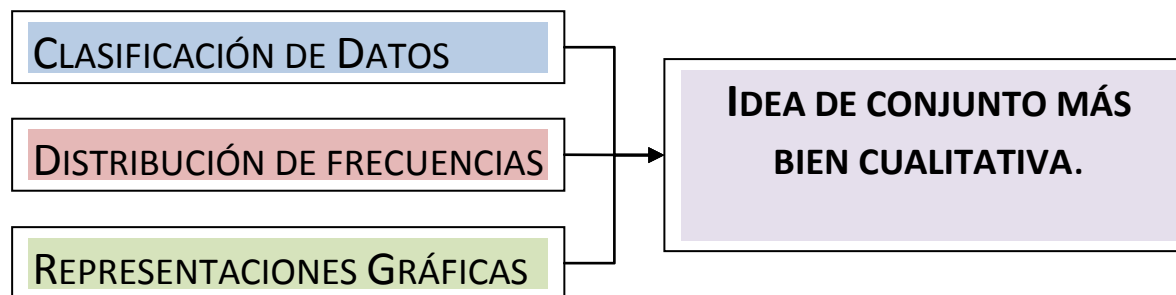 CLASIFICACIÓN DE DATOS
DISTRIBUCIÓN DE FRECUENCIAS
REPRESENTACIONES GRÁFICAS
IDEA DE CONJUNTO MÁS
BIEN CUALITATIVA.